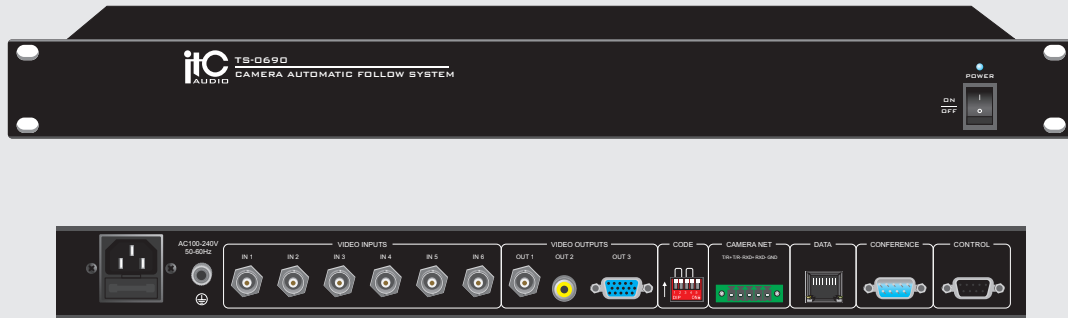 itC
AUDIO
TS-0690
CAMERA AUTOMATIC FOLLOW SYSTEM
POWER
ON
OFF
AC100-240V
50-60Hz
VIDEO INPUTS
IN 1 IN 2 IN 3 IN 4 IN 5 IN 6
VIDEO OUTPUTS
OUT 1 OUT 2 OUT 3
CODE
DIP
CAMERA NET
T/R+ T/R- RXD+ RXD- GND
DATA
CONFERENCE
CONTROL